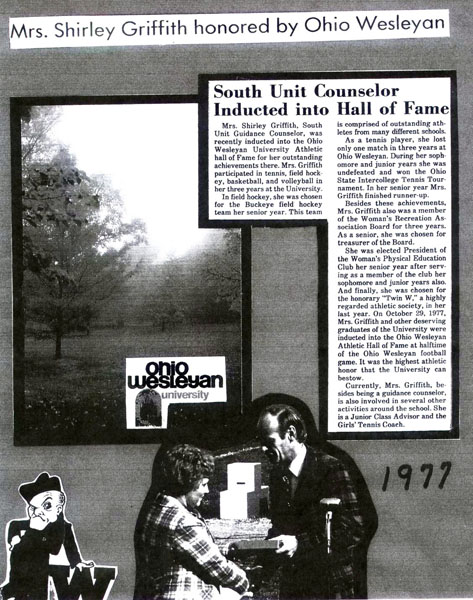 Mrs. Shirley Griffith honored by Ohio Wesleyan
South Unit Counselor
Inducted into Hall of Fame
Mrs. Shirley Griffith, South
Unit Guidance Counselor, was
recently inducted into the Ohio
Wesleyan University Athletic
hall of Fame for her outstanding
achievements there. Mrs. Griffith
participated in tennis, field hock-
ey, basketball, and volleyball in
her three years at the University.
In field hockey, she was chosen
for the Buckeye field hockey
team her senior year. This team
is comprised of outstanding ath-
letes from many different schools.
As a tennis player, she lost
only one match in three years at
Ohio Wesleyan. During her soph-
omore and junior years she was
undefeated and won the Ohio
State Intercollege Tennis Tour-
nament. In her senior year Mrs.
Griffith finished runner-up.
Besides these achievements,
Mrs. Griffith also was a member
of the Woman's Recreation As-
sociation Board for three years.
As a senior, she was chosen for
treasurer of the Board.
She was elected President of
the Woman's Physical Education
Club her senior year after serv-
ing as a member of the club her
sophomore and junior years also.
And finally, she was chosen for
the honorary "Twin W," a highly
regarded athletic society, in her
last year. On October 29, 1977,
Mrs. Griffith and other deserving
graduates of the University were
inducted into the Ohio Wesleyan
Athletic Hall of Fame at halftime
of the Ohio Wesleyan football
game. It was the highest athletic
honor that the University can
bestow.
Currently, Mrs. Griffith, be-
sides being a guidance counselor,
is also involved in several other
activities around the school. She
is a Junior Class Advisor and the
Girls' Tennis Coach.
ohio
wesleyan
university
1977
W